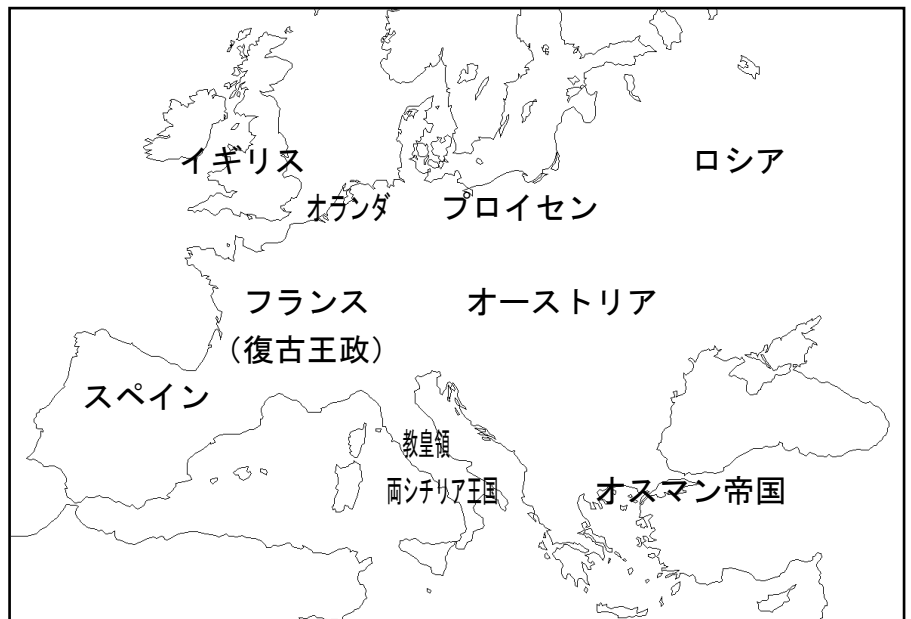 イギリス
ロシア
オランダ
プロイセン
フランス
(復古王政)
オーストリア
スペイン
教皇領
両シチリア王国
オスマン帝国